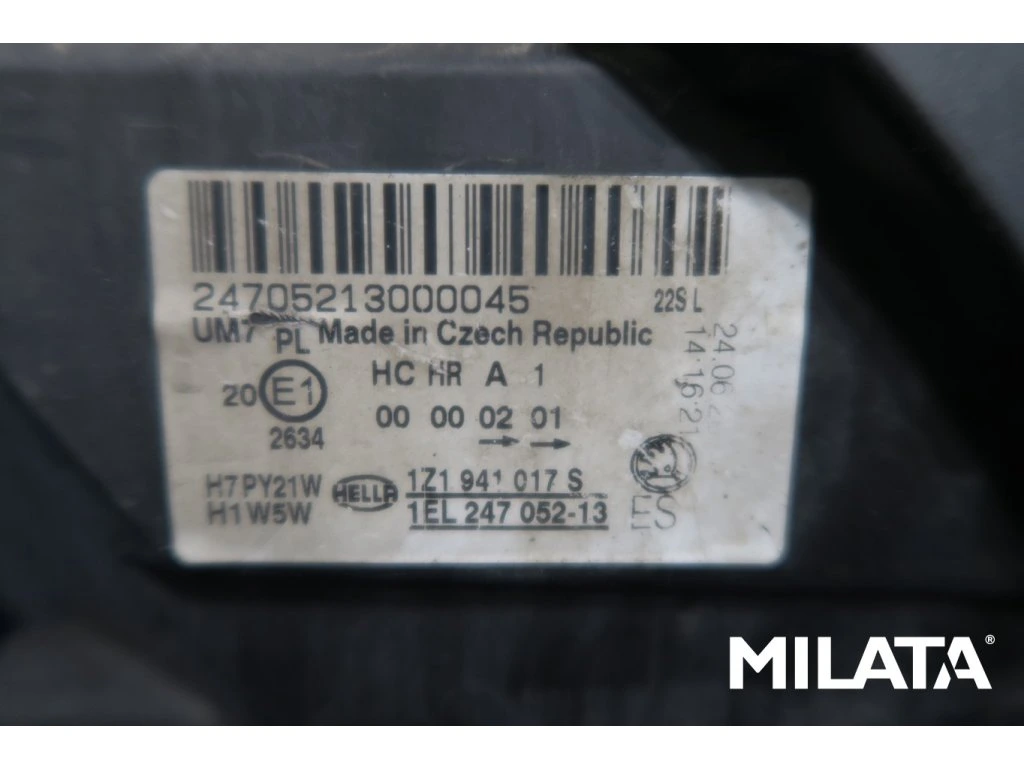 24705213000045 22S L
UM7 PL Made in Czech Republic
HC HR A 1
20 E1
00 00 02 01
2634
H7 PY21W HELLA 1Z1 941 017 S
H1 W5W 1EL 247 052-13
24.06
14:16:21
MILATA®